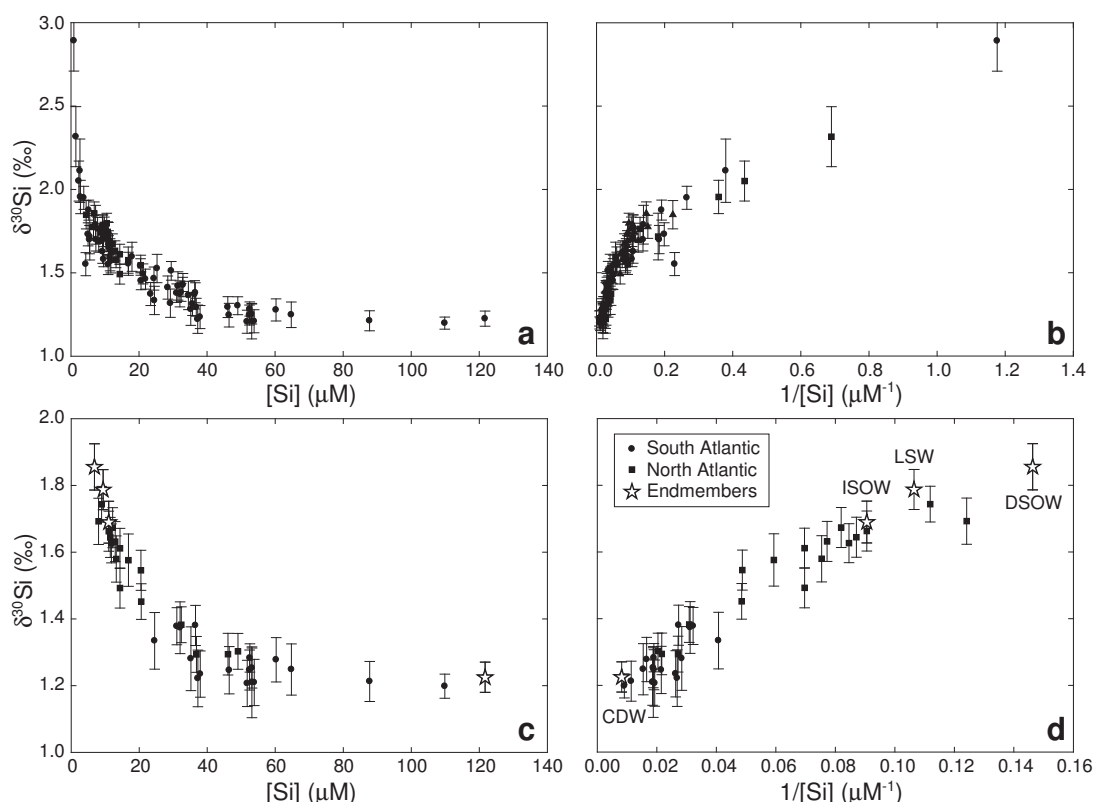 3.0
2.5
2.0
1.5
1.0
δ³⁰Si (‰)
0 20 40 60 80 100 120 140
[Si] (μM)
a
0.0 0.2 0.4 0.6 0.8 1.0 1.2 1.4
1/[Si] (μM⁻¹)
b
2.0
1.8
1.6
1.4
1.2
1.0
δ³⁰Si (‰)
0 20 40 60 80 100 120
[Si] (μM)
c
South Atlantic
North Atlantic
Endmembers
LSW
ISOW
DSOW
CDW
0.00 0.02 0.04 0.06 0.08 0.10 0.12 0.14 0.16
1/[Si] (μM⁻¹)
d